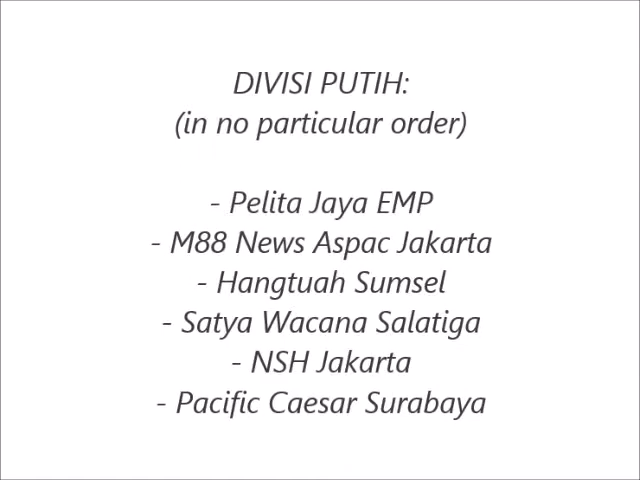 DIVISI PUTIH:
(in no particular order)
- Pelita Jaya EMP
- M88 News Aspac Jakarta
- Hangtuah Sumsel
- Satya Wacana Salatiga
- NSH Jakarta
- Pacific Caesar Surabaya